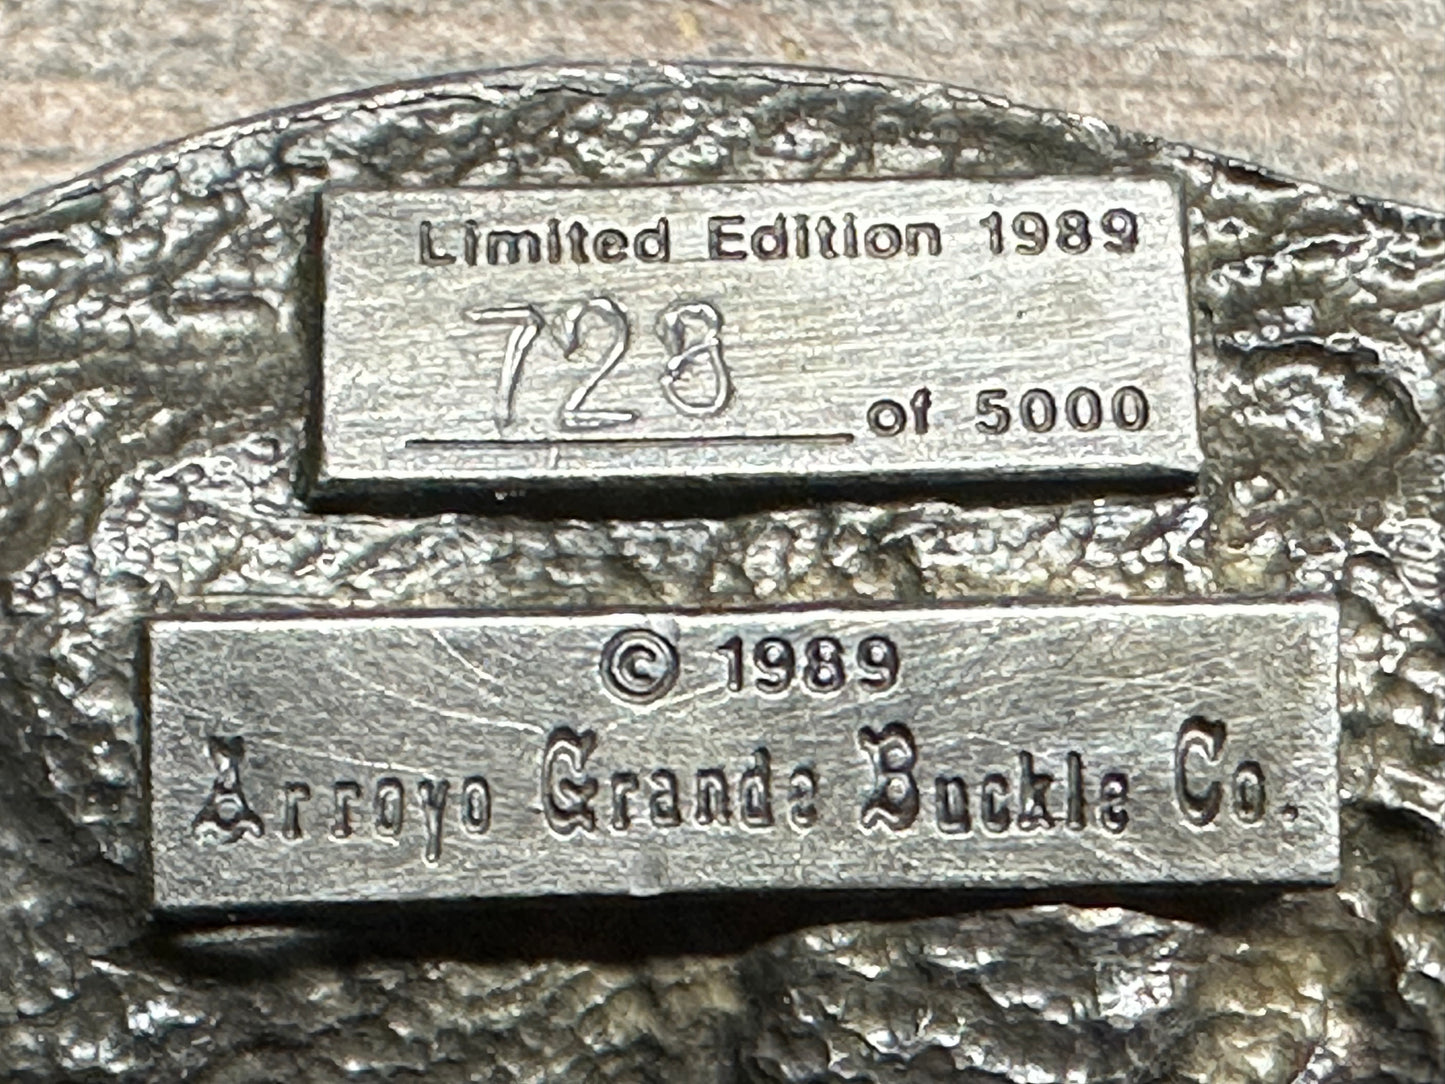 Limited Edition 1989
728 of 5000
© 1989
Arroyo Grande Buckle Co.